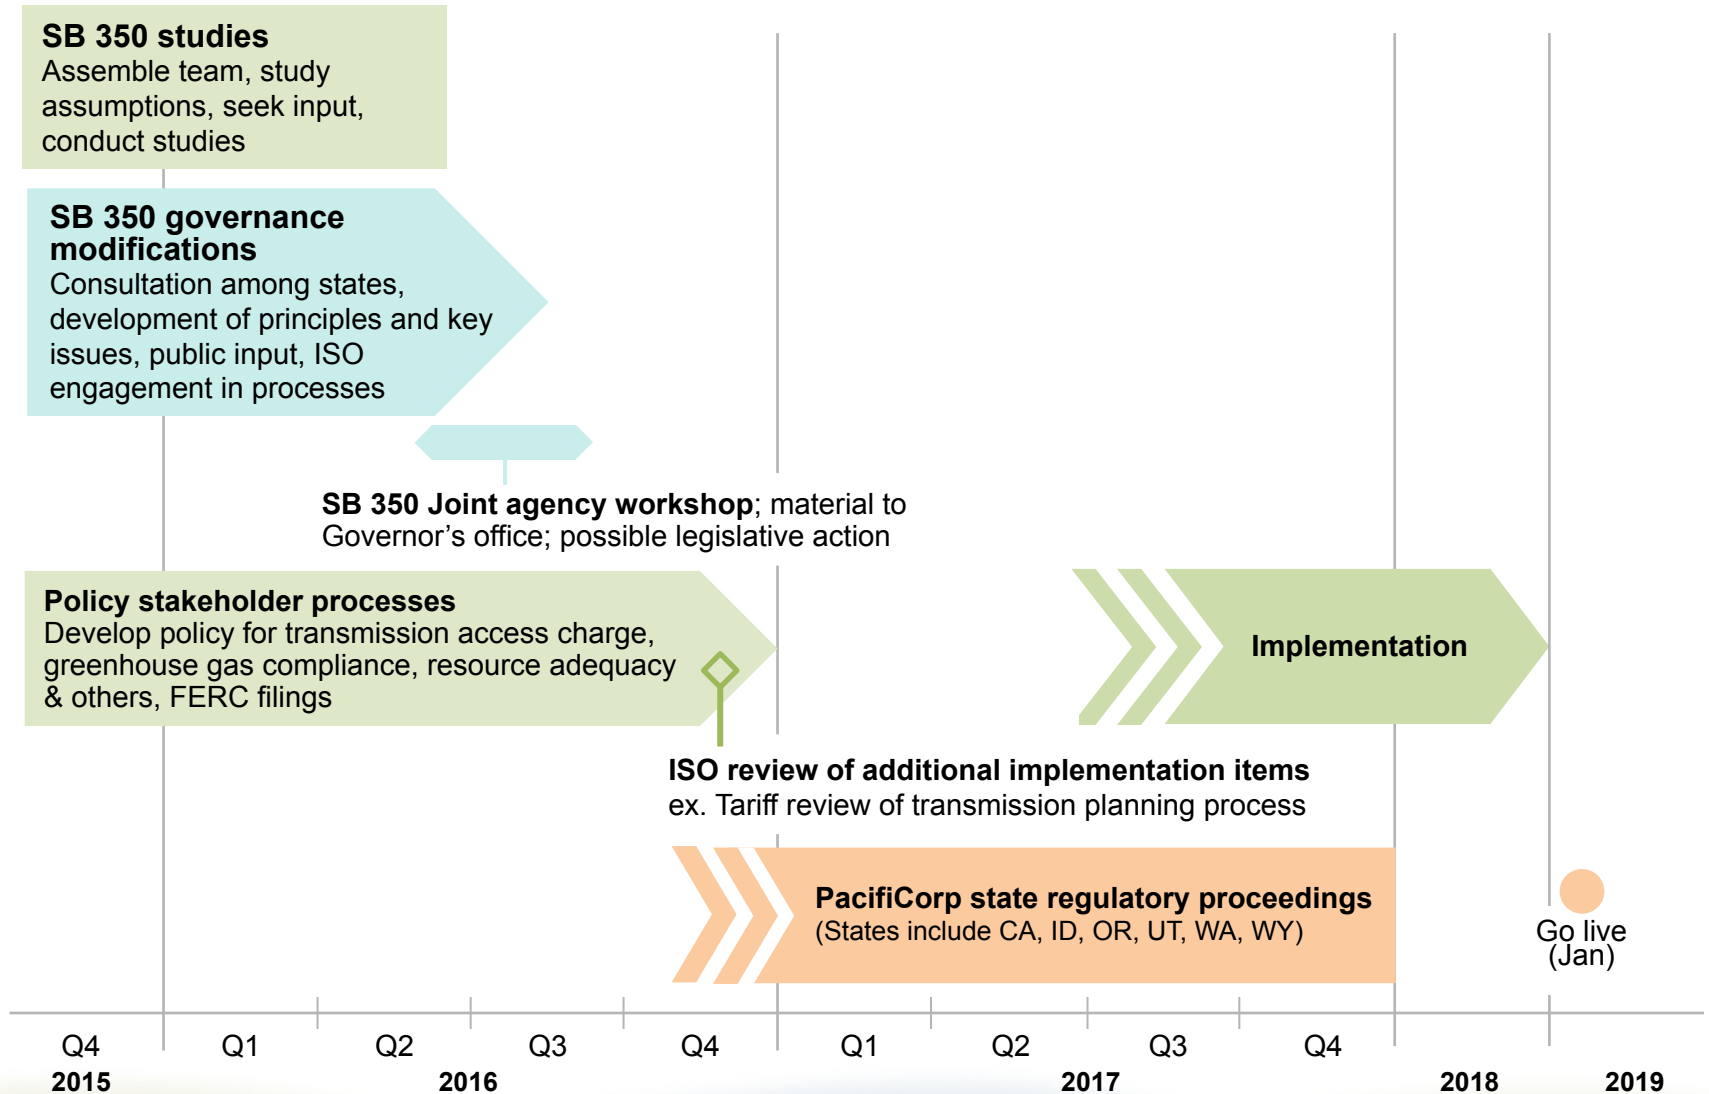 SB 350 studies
Assemble team, study
assumptions, seek input,
conduct studies
SB 350 governance
modifications
Consultation among states,
development of principles and key
issues, public input, ISO
engagement in processes
SB 350 Joint agency workshop; material to
Governor’s office; possible legislative action
Policy stakeholder processes
Develop policy for transmission access charge,
greenhouse gas compliance, resource adequacy
& others, FERC filings
Implementation
ISO review of additional implementation items
ex. Tariff review of transmission planning process
PacifiCorp state regulatory proceedings
(States include CA, ID, OR, UT, WA, WY)
Go live
(Jan)
Q4 Q1 Q2 Q3 Q4 Q1 Q2 Q3 Q4
2015 2016 2017 2018 2019